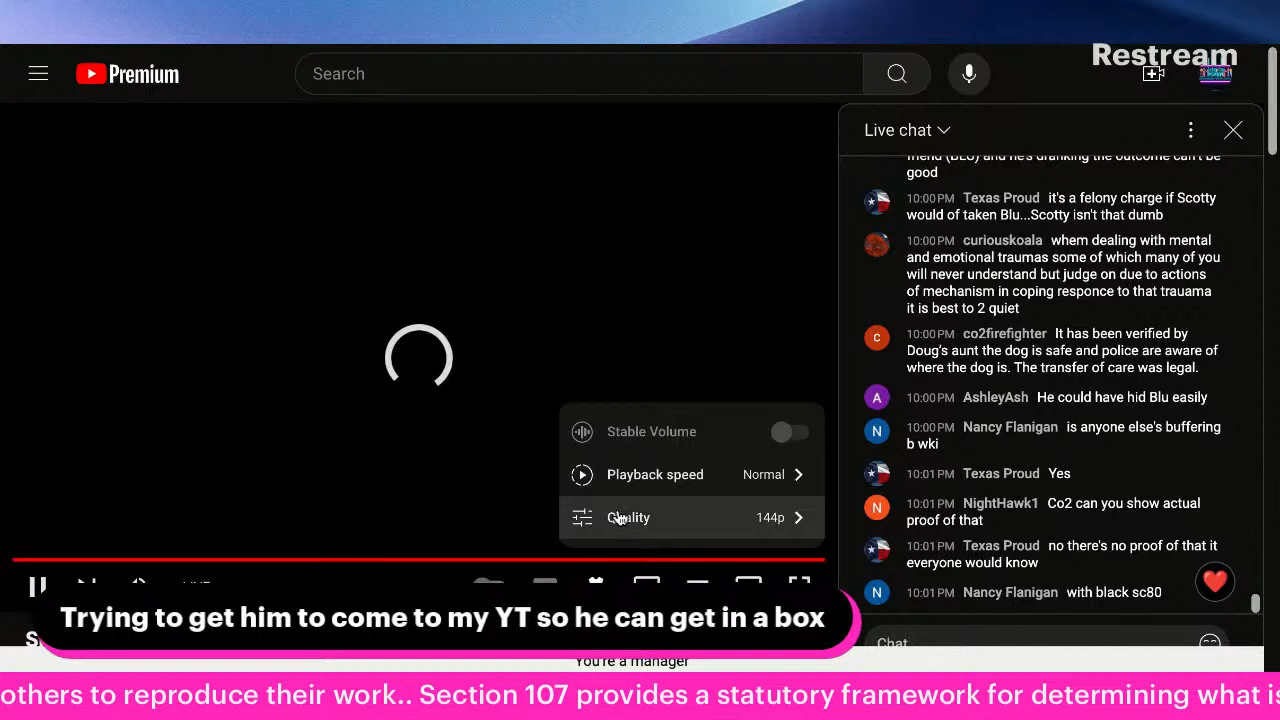 Restream
Premium
Search
Live chat
friend (BLU) and he's dranking the outcome can't be
good
10:00 PM Texas Proud it's a felony charge if Scotty
would of taken Blu...Scotty isn't that dumb
10:00 PM curiouskoala whem dealing with mental
and emotional traumas some of which many of you
will never understand but judge on due to actions
of mechanism in coping responce to that trauama
it is best to 2 quiet
C
10:00 PM co2firefighter It has been verified by
Doug's aunt the dog is safe and police are aware of
where the dog is. The transfer of care was legal.
A
10:00 PM AshleyAsh He could have hid Blu easily
N
10:00 PM Nancy Flanigan is anyone else's buffering
b wki
10:01 PM Texas Proud Yes
N
10:01 PM NightHawk1 Co2 can you show actual
proof of that
10:01 PM Texas Proud no there's no proof of that it
everyone would know
N
10:01 PM Nancy Flanigan with black sc80
Chat
Stable Volume
Playback speed Normal
Quality 144p
Trying to get him to come to my YT so he can get in a box
You're a manager
others to reproduce their work.. Section 107 provides a statutory framework for determining what is